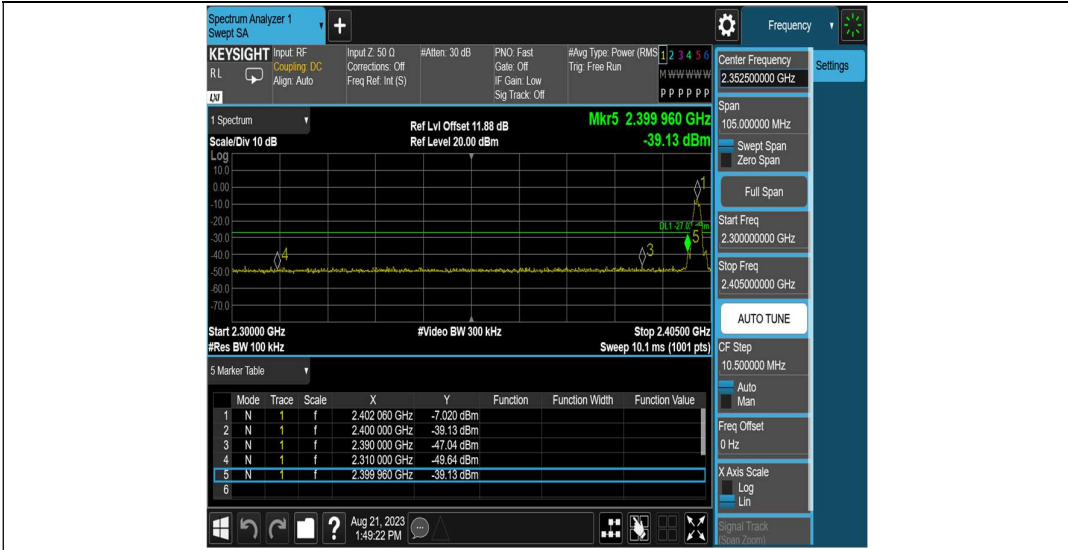 Spectrum Analyzer 1
Swept SA
+
Frequency
KEYSIGHT
RL
LXI
Input: RF
Coupling: DC
Align: Auto
Input Z: 50 Ω
Corrections: Off
Freq Ref: Int (S)
#Atten: 30 dB
PNO: Fast
Gate: Off
IF Gain: Low
Sig Track: Off
#Avg Type: Power (RMS
Trig: Free Run
1 2 3 4 5 6
M W W W W W
P P P P P P
1 Spectrum
Scale/Div 10 dB
Ref Lvl Offset 11.88 dB
Ref Level 20.00 dBm
Mkr5 2.399 960 GHz
-39.13 dBm
Log
10.0
0.00
-10.0
-20.0
-30.0
-40.0
-50.0
-60.0
-70.0
1
3
4
5
Start 2.30000 GHz
#Res BW 100 kHz
#Video BW 300 kHz
Stop 2.40500 GHz
Sweep 10.1 ms (1001 pts)
5 Marker Table
Mode Trace Scale X Y Function Function Width Function Value
1 N 1 f 2.402 060 GHz -7.020 dBm
2 N 1 f 2.400 000 GHz -39.13 dBm
3 N 1 f 2.390 000 GHz -47.04 dBm
4 N 1 f 2.310 000 GHz -49.64 dBm
5 N 1 f 2.399 960 GHz -39.13 dBm
6
Center Frequency
2.352500000 GHz
Span
105.000000 MHz
Swept Span
Zero Span
Full Span
Start Freq
2.300000000 GHz
Stop Freq
2.405000000 GHz
AUTO TUNE
CF Step
10.500000 MHz
Auto
Man
Freq Offset
0 Hz
X Axis Scale
Log
Lin
Signal Track
(Span Zoom)
Settings
?
Aug 21, 2023
1:49:22 PM